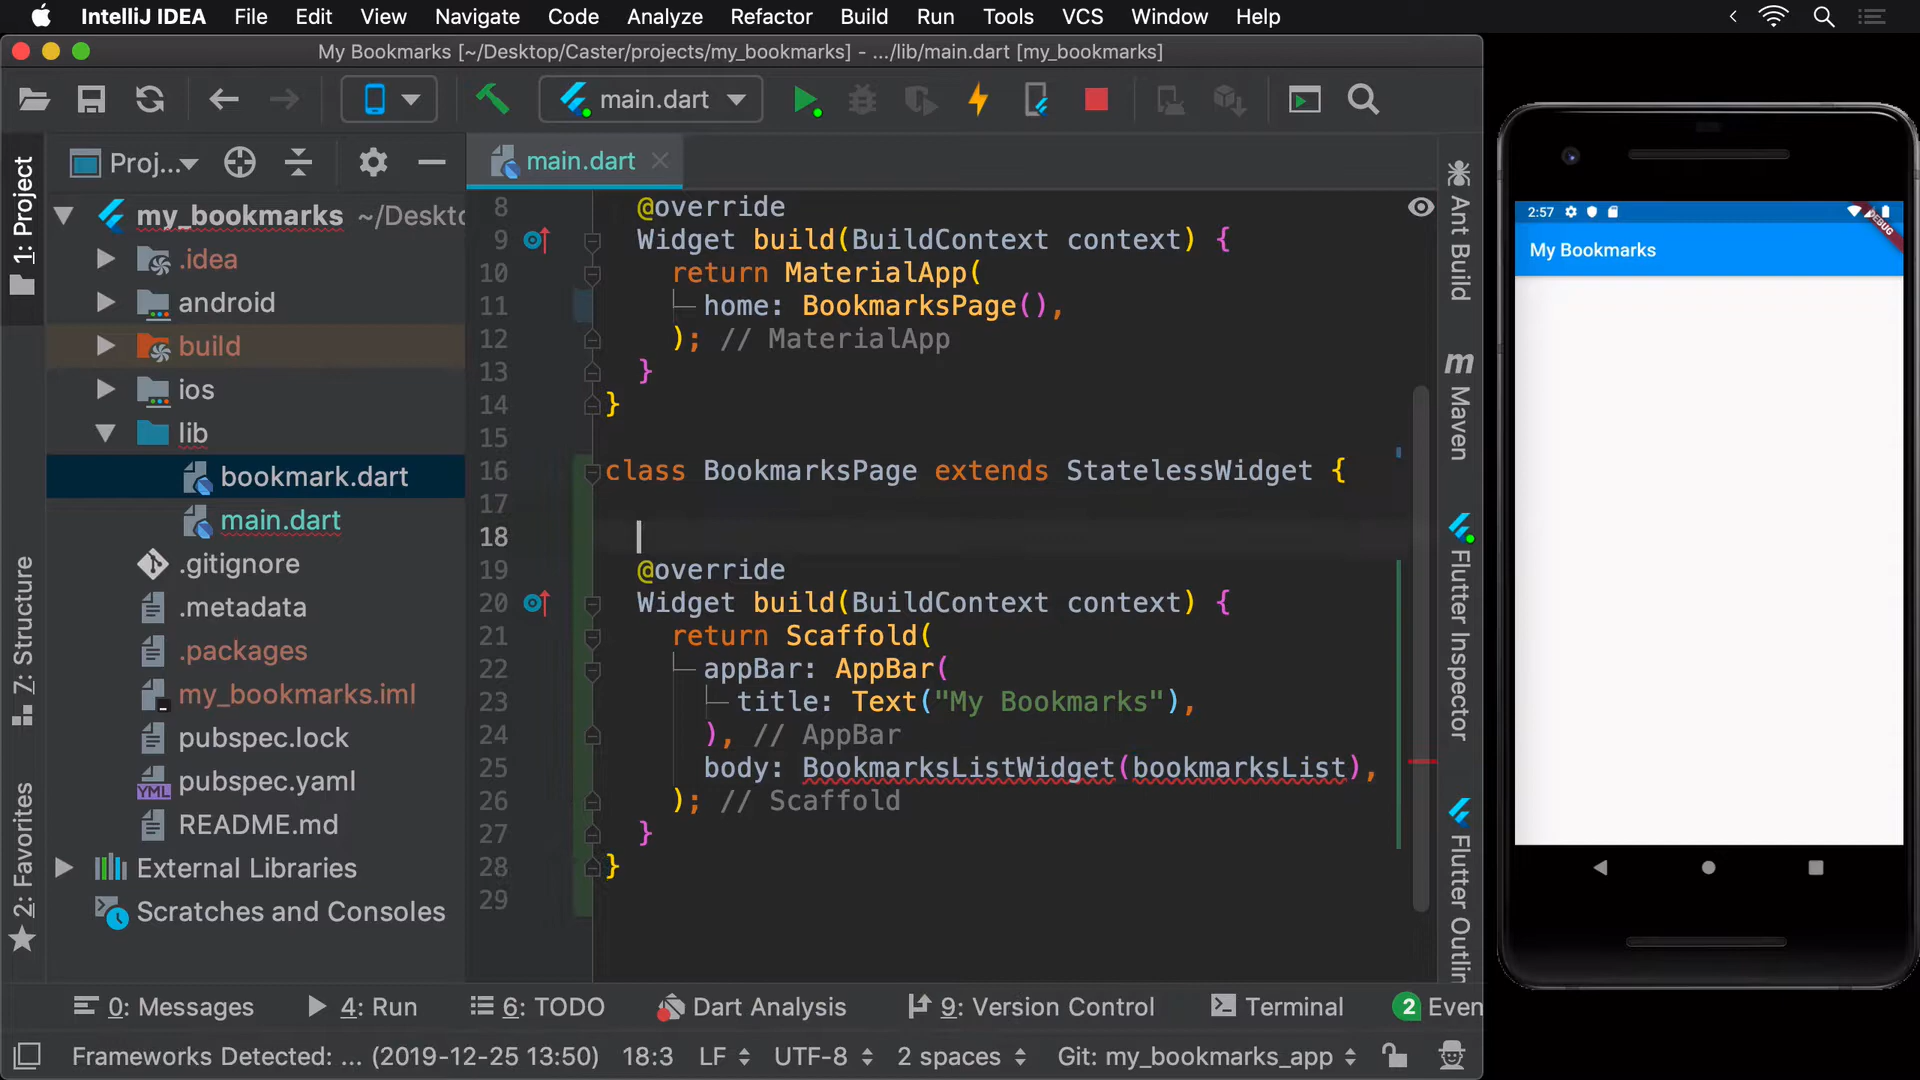 IntelliJ IDEA File Edit View Navigate Code Analyze Refactor Build Run Tools VCS Window Help
My Bookmarks [~/Desktop/Caster/projects/my_bookmarks] - .../lib/main.dart [my_bookmarks]
main.dart
Proj...
main.dart
1: Project
my_bookmarks ~/Deskto
.idea
android
build
ios
lib
bookmark.dart
main.dart
.gitignore
.metadata
.packages
my_bookmarks.iml
pubspec.lock
pubspec.yaml
README.md
External Libraries
Scratches and Consoles
7: Structure
2: Favorites
8 @override
9 Widget build(BuildContext context) {
10 return MaterialApp(
11 home: BookmarksPage(),
12 ); // MaterialApp
13 }
14 }
15
16 class BookmarksPage extends StatelessWidget {
17
18
19 @override
20 Widget build(BuildContext context) {
21 return Scaffold(
22 appBar: AppBar(
23 title: Text("My Bookmarks"),
24 ), // AppBar
25 body: BookmarksListWidget(bookmarksList),
26 ); // Scaffold
27 }
28 }
29
Ant Build
m Maven
Flutter Inspector
Flutter Outlin
2:57
DEBUG
My Bookmarks
0: Messages 4: Run 6: TODO Dart Analysis 9: Version Control Terminal 2 Even
Frameworks Detected: ... (2019-12-25 13:50) 18:3 LF UTF-8 2 spaces Git: my_bookmarks_app